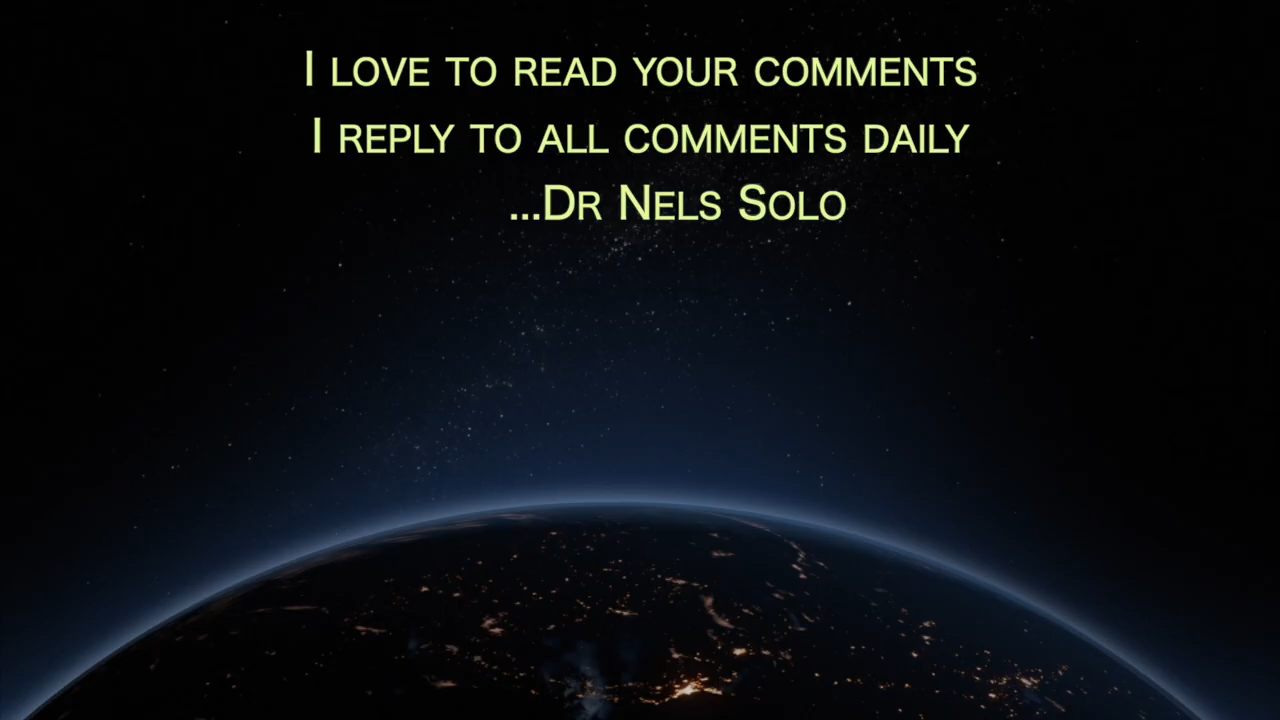 I LOVE TO READ YOUR COMMENTS
I REPLY TO ALL COMMENTS DAILY
...DR NELS SOLO